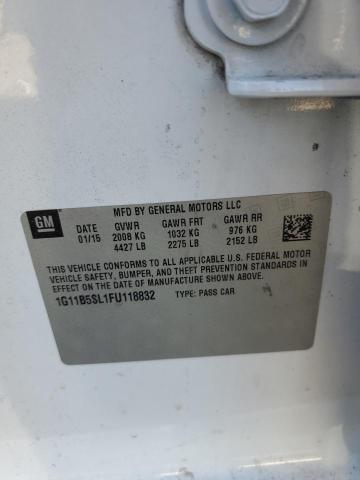 MFD BY GENERAL MOTORS LLC
GM 01/15 GVWR GAWR FRT GAWR RR
2008 KG 1032 KG 976 KG
4427 LB 2275 LB 2152 LB
THIS VEHICLE CONFORMS TO ALL APPLICABLE U.S. FEDERAL MOTOR
VEHICLE SAFETY, BUMPER, AND THEFT PREVENTION STANDARDS
IN EFFECT ON THE DATE OF MANUFACTURE SHOWN ABOVE.
1G11B5SL1FU118832 TYPE: PASS CAR